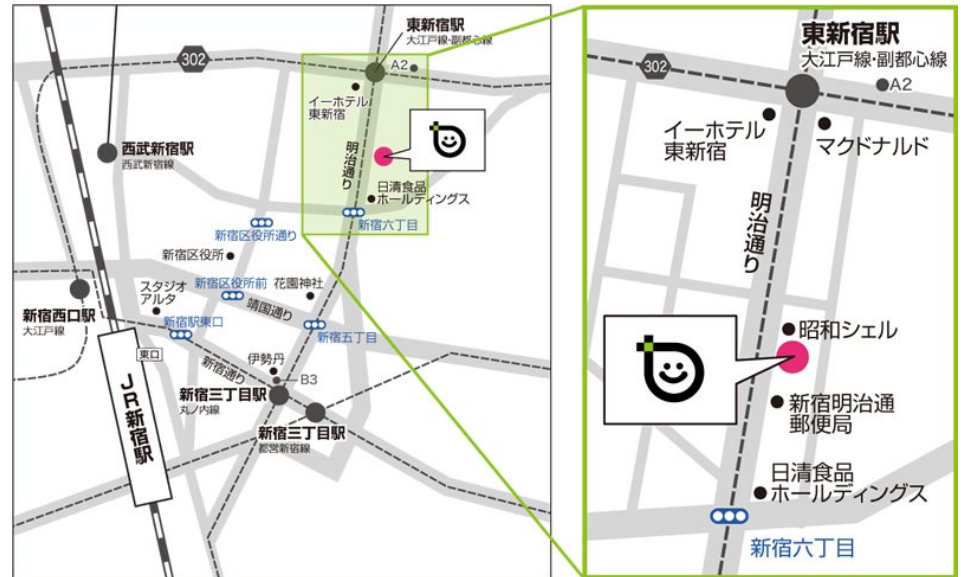 東新宿駅
大江戸線・副都心線
302
A2
イーホテル
東新宿
西武新宿駅
西武新宿線
明治通り
日清食品
ホールディングス
新宿六丁目
新宿区役所通り
新宿区役所
新宿区役所前
花園神社
スタジオ
アルタ
靖国通り
新宿西口駅
大江戸線
新宿駅東口
新宿五丁目
東口
新宿通り
伊勢丹
B3
新宿三丁目駅
丸ノ内線
新宿三丁目駅
都営新宿線
JR新宿駅
東新宿駅
大江戸線・副都心線
302
A2
イーホテル
東新宿
マクドナルド
明治通り
昭和シェル
新宿明治通
郵便局
日清食品
ホールディングス
新宿六丁目